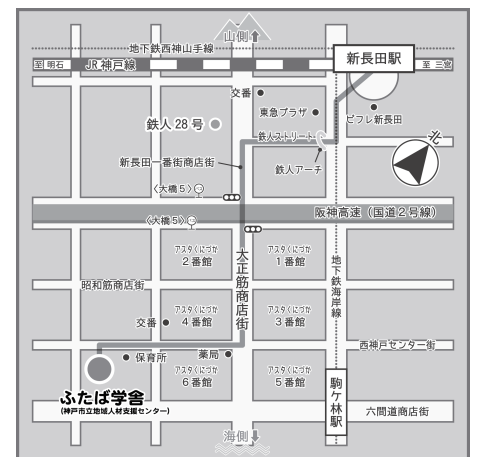 山側
地下鉄西神山手線
至 明石
JR神戸線
新長田駅
至 三宮
交番
東急プラザ
ピフレ新長田
鉄人28号
鉄人ストリート
北
新長田一番街商店街
鉄人アーチ
〈大橋5〉
阪神高速(国道2号線)
〈大橋5〉
アスタくにづか
2番館
大正筋商店街
アスタくにづか
1番館
地下鉄海岸線
昭和筋商店街
アスタくにづか
4番館
アスタくにづか
3番館
交番
西神戸センター街
保育所
薬局
アスタくにづか
6番館
アスタくにづか
5番館
駒ケ林駅
ふたば学舎
(神戸市立地域人材支援センター)
六間道商店街
海側